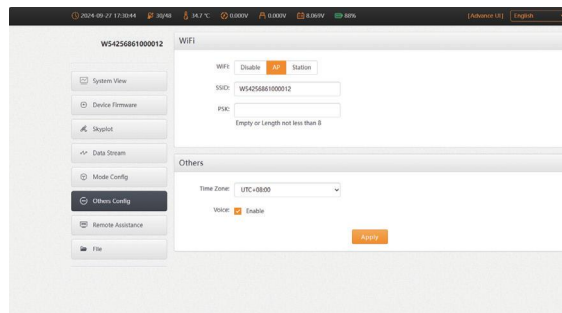 2024-09-27 17:30:44 30/48 34.7 ℃ 0.000V 0.000V 8.069V 88% [Advance UI] English
W54256861000012
WiFi
WiFi: Disable AP Station
System View
SSID: W54256861000012
Device Firmware
PSK:
Empty or Length not less than 8
Skyplot
Data Stream
Others
Mode Config
Time Zone: UTC+08:00
Others Config
Voice: Enable
Remote Assistance
Apply
File